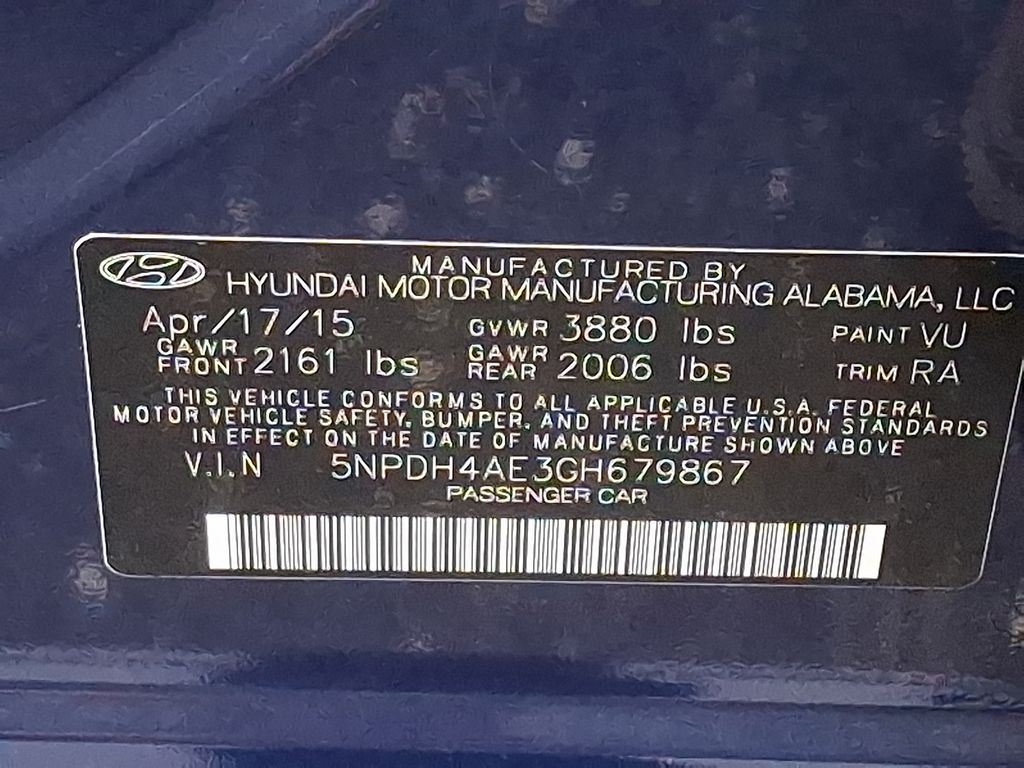 MANUFACTURED BY
HYUNDAI MOTOR MANUFACTURING ALABAMA, LLC
Apr/17/15 GVWR 3880 lbs PAINT VU
GAWR FRONT 2161 lbs GAWR REAR 2006 lbs TRIM RA
THIS VEHICLE CONFORMS TO ALL APPLICABLE U.S.A. FEDERAL
MOTOR VEHICLE SAFETY, BUMPER, AND THEFT PREVENTION STANDARDS
IN EFFECT ON THE DATE OF MANUFACTURE SHOWN ABOVE
V.I.N 5NPDH4AE3GH679867
PASSENGER CAR